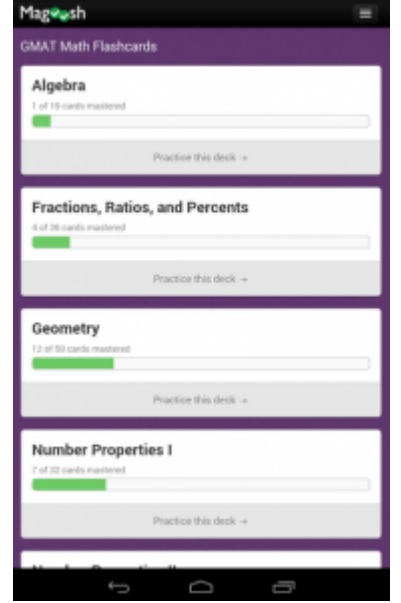 Magoosh
GMAT Math Flashcards
Algebra
1 of 19 cards mastered
Practice this deck →
Fractions, Ratios, and Percents
4 of 36 cards mastered
Practice this deck →
Geometry
12 of 50 cards mastered
Practice this deck →
Number Properties I
7 of 32 cards mastered
Practice this deck →